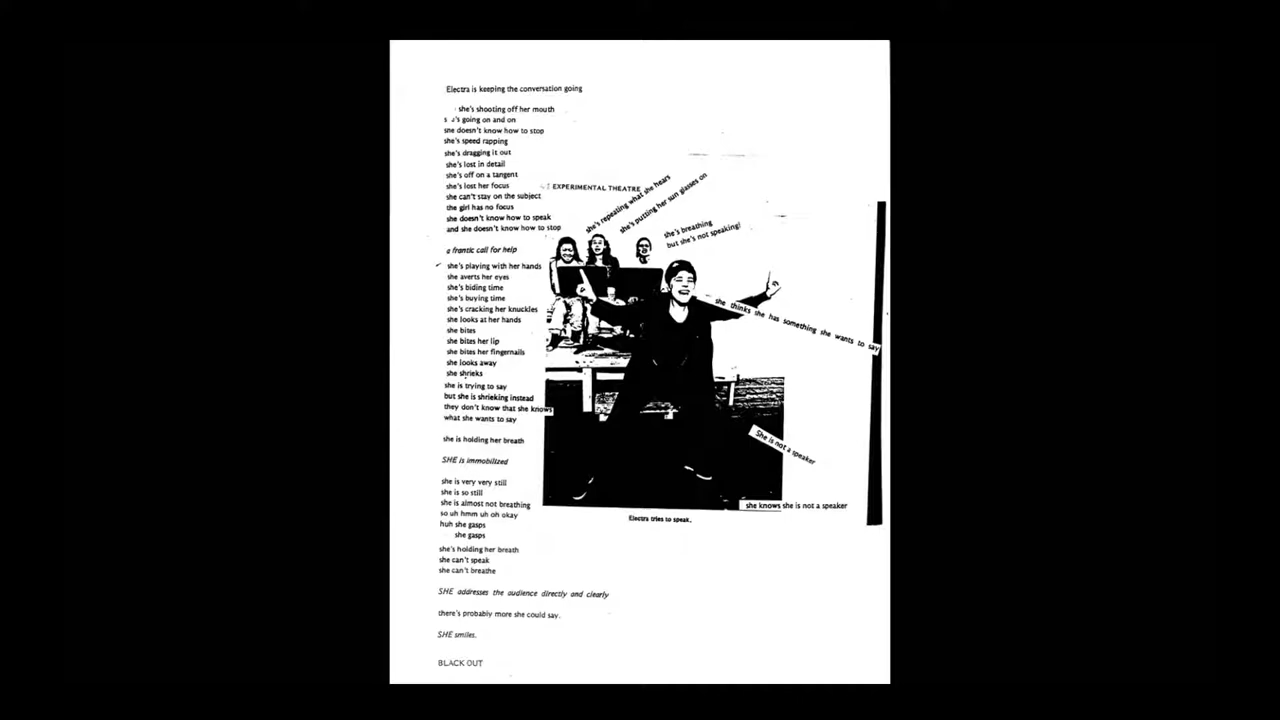 Electra is keeping the conversation going
she's shooting off her mouth
's going on and on
she doesn't know how to stop
she's speed rapping
she's dragging it out
she's lost in detail
she's off on a tangent
she's lost her focus
she can't stay on the subject
the girl has no focus
she doesn't know how to speak
and she doesn't know how to stop
a frantic call for help
she's playing with her hands
she averts her eyes
she's biding time
she's buying time
she's cracking her knuckles
she looks at her hands
she bites
she bites her lip
she bites her fingernails
she looks away
she shrieks
she is trying to say
but she is shrieking instead
they don't know that she knows
what she wants to say
she is holding her breath
SHE is immobilized
she is very very still
she is so still
she is almost not breathing
so uh hmm uh oh okay
huh she gasps
she gasps
she's holding her breath
she can't speak
she can't breathe
SHE addresses the audience directly and clearly
there's probably more she could say.
SHE smiles.
BLACK OUT
EXPERIMENTAL THEATRE
she's repeating what she hears
she's putting her sun glasses on
she's breathing
but she's not speaking!
she thinks she has something she wants to say
She is not a speaker
she knows she is not a speaker
Electra tries to speak.